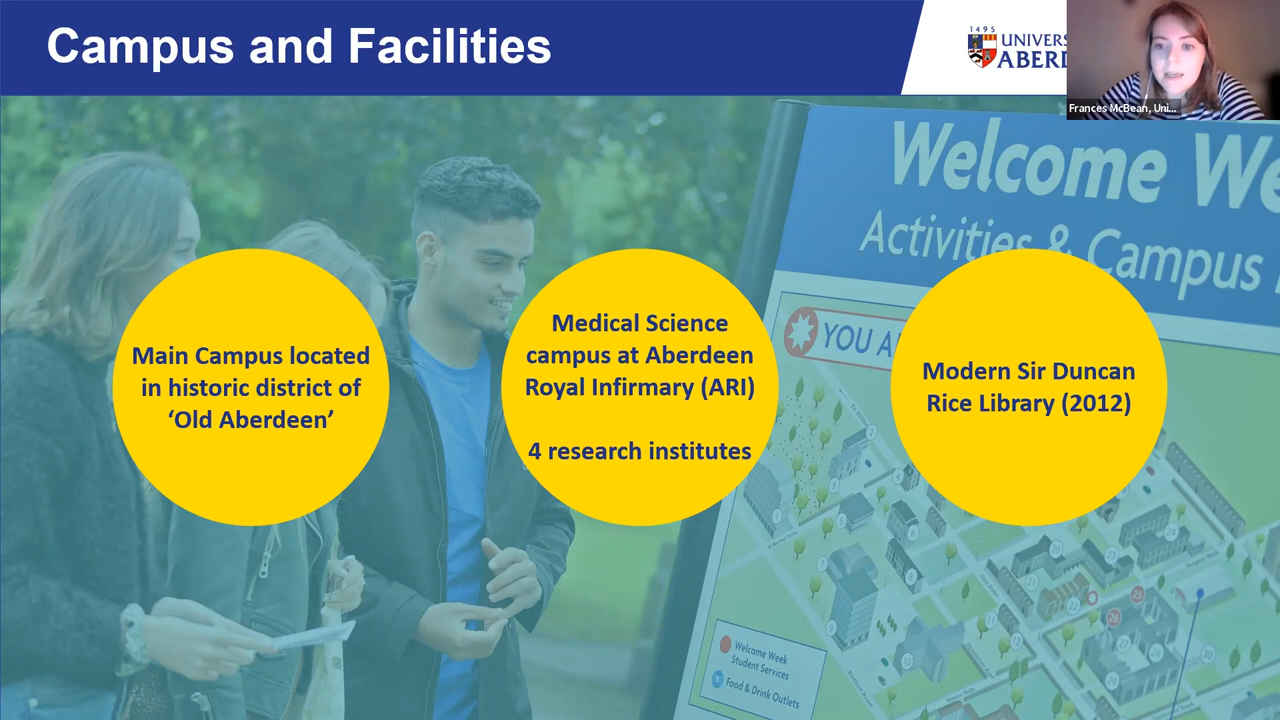 Campus and Facilities
1495
UNIVERS
ABER
Frances McBean, Uni...
Welcome We
Activities & Campus
YOU A
Main Campus located
in historic district of
‘Old Aberdeen’
Medical Science
campus at Aberdeen
Royal Infirmary (ARI)
4 research institutes
Modern Sir Duncan
Rice Library (2012)
Welcome Week
Student Services
Food & Drink Outlets